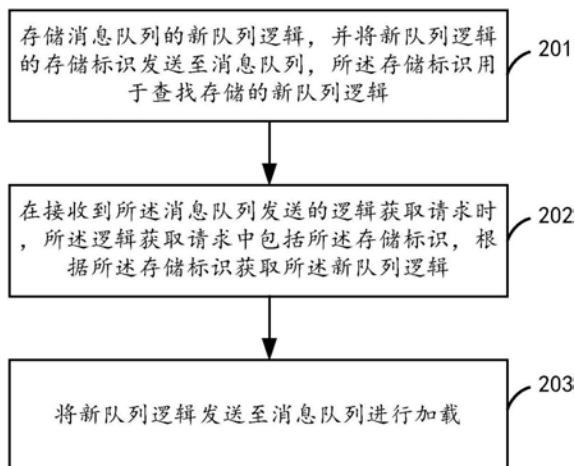 存储消息队列的新队列逻辑，并将新队列逻辑
的存储标识发送至消息队列，所述存储标识用
于查找存储的新队列逻辑
201
在接收到所述消息队列发送的逻辑获取请求时
，所述逻辑获取请求中包括所述存储标识，根
据所述存储标识获取所述新队列逻辑
202
将新队列逻辑发送至消息队列进行加载
203